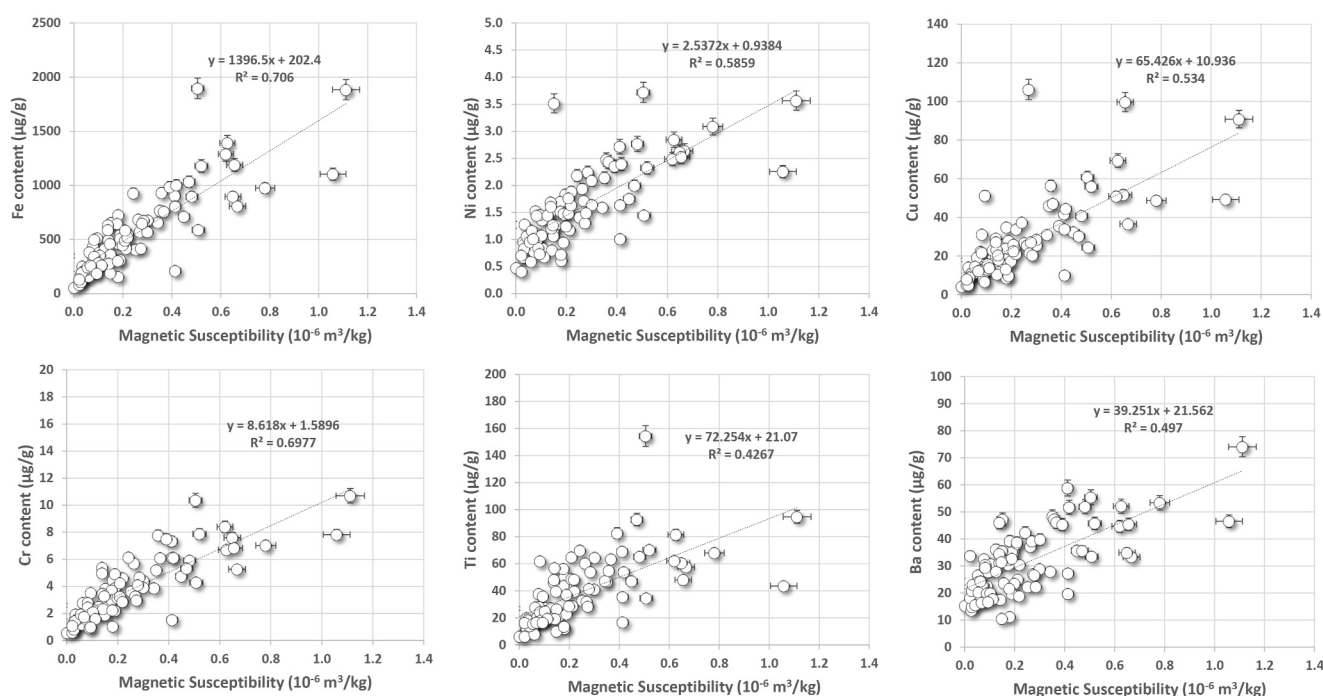 2500
2000
1500
1000
500
0
Fe content (µg/g)
y = 1396.5x + 202.4
R² = 0.706
0.0 0.2 0.4 0.6 0.8 1.0 1.2 1.4
Magnetic Susceptibility (10⁻⁶ m³/kg)
5.0
4.5
4.0
3.5
3.0
2.5
2.0
1.5
1.0
0.5
0.0
Ni content (µg/g)
y = 2.5372x + 0.9384
R² = 0.5859
0.0 0.2 0.4 0.6 0.8 1.0 1.2 1.4
Magnetic Susceptibility (10⁻⁶ m³/kg)
120
100
80
60
40
20
0
Cu content (µg/g)
y = 65.426x + 10.936
R² = 0.534
0.0 0.2 0.4 0.6 0.8 1.0 1.2 1.4
Magnetic Susceptibility (10⁻⁶ m³/kg)
20
18
16
14
12
10
8
6
4
2
0
Cr content (µg/g)
y = 8.618x + 1.5896
R² = 0.6977
0.0 0.2 0.4 0.6 0.8 1.0 1.2 1.4
Magnetic Susceptibility (10⁻⁶ m³/kg)
200
180
160
140
120
100
80
60
40
20
0
Ti content (µg/g)
y = 72.254x + 21.07
R² = 0.4267
0.0 0.2 0.4 0.6 0.8 1.0 1.2 1.4
Magnetic Susceptibility (10⁻⁶ m³/kg)
100
90
80
70
60
50
40
30
20
10
0
Ba content (µg/g)
y = 39.251x + 21.562
R² = 0.497
0.0 0.2 0.4 0.6 0.8 1.0 1.2 1.4
Magnetic Susceptibility (10⁻⁶ m³/kg)